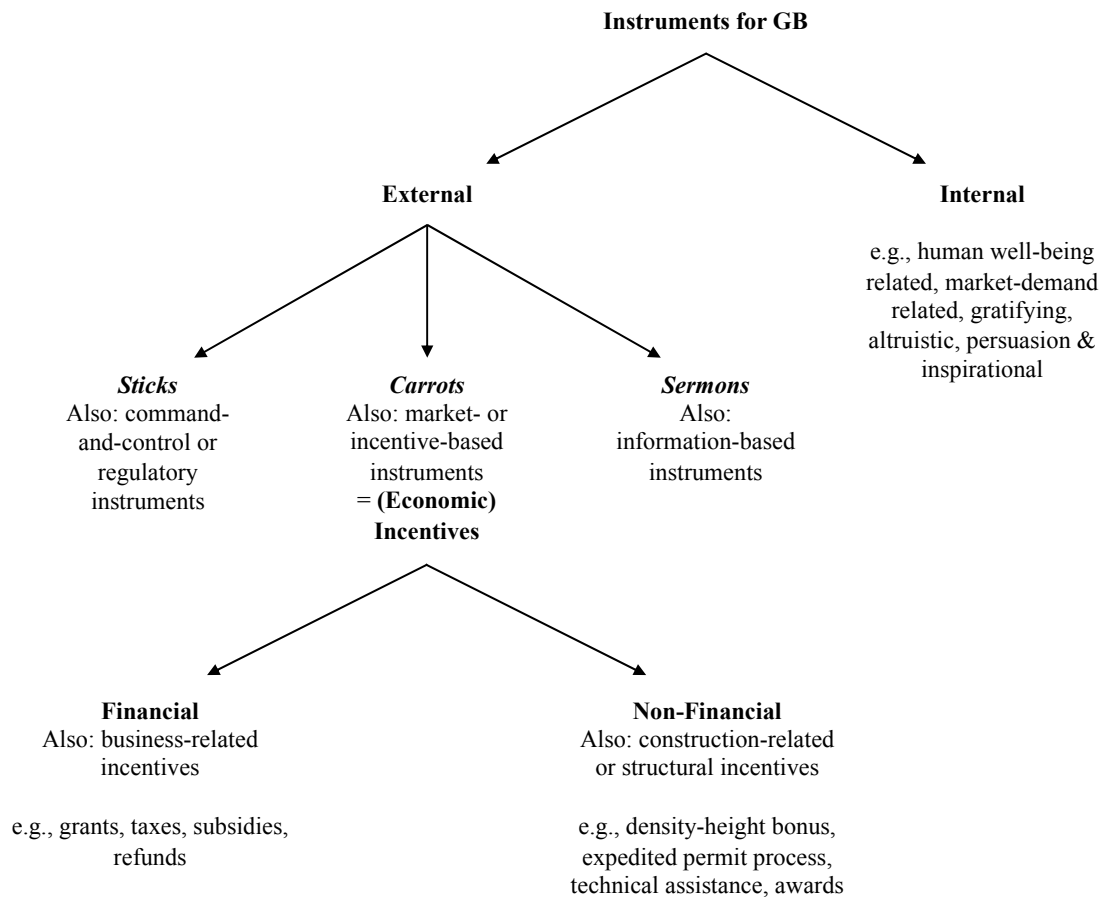 Instruments for GB
External
Internal
e.g., human well-being
related, market-demand
related, gratifying,
altruistic, persuasion &
inspirational
Sticks
Also: command-
and-control or
regulatory
instruments
Carrots
Also: market- or
incentive-based
instruments
= (Economic)
Incentives
Sermons
Also:
information-based
instruments
Financial
Also: business-related
incentives
e.g., grants, taxes, subsidies,
refunds
Non-Financial
Also: construction-related
or structural incentives
e.g., density-height bonus,
expedited permit process,
technical assistance, awards